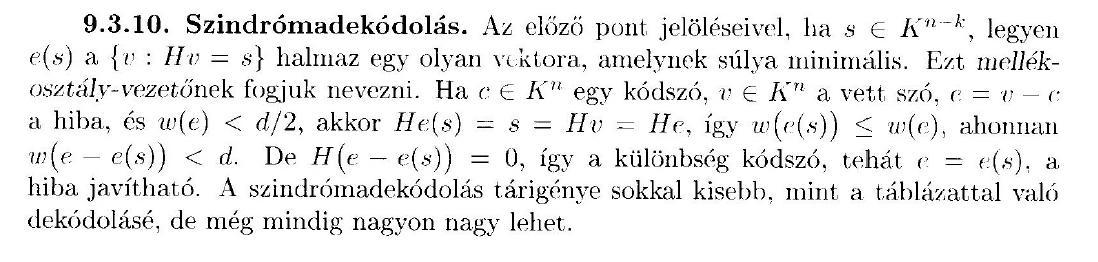 9.3.10. Szindrómadekódolás. Az előző pont jelöléseivel, ha s ∈ K^{n−k}, legyen
e(s) a {v : Hv = s} halmaz egy olyan vektora, amelynek súlya minimális. Ezt mellék-
osztály-vezetőnek fogjuk nevezni. Ha c ∈ K^n egy kódszó, v ∈ K^n a vett szó, e = v − c
a hiba, és w(e) < d/2, akkor He(s) = s = Hv = He, így w(e(s)) ≤ w(e), ahonnan
w(e − e(s)) < d. De H(e − e(s)) = 0, így a különbség kódszó, tehát e = e(s), a
hiba javítható. A szindrómadekódolás tárigénye sokkal kisebb, mint a táblázattal való
dekódolásé, de még mindig nagyon nagy lehet.